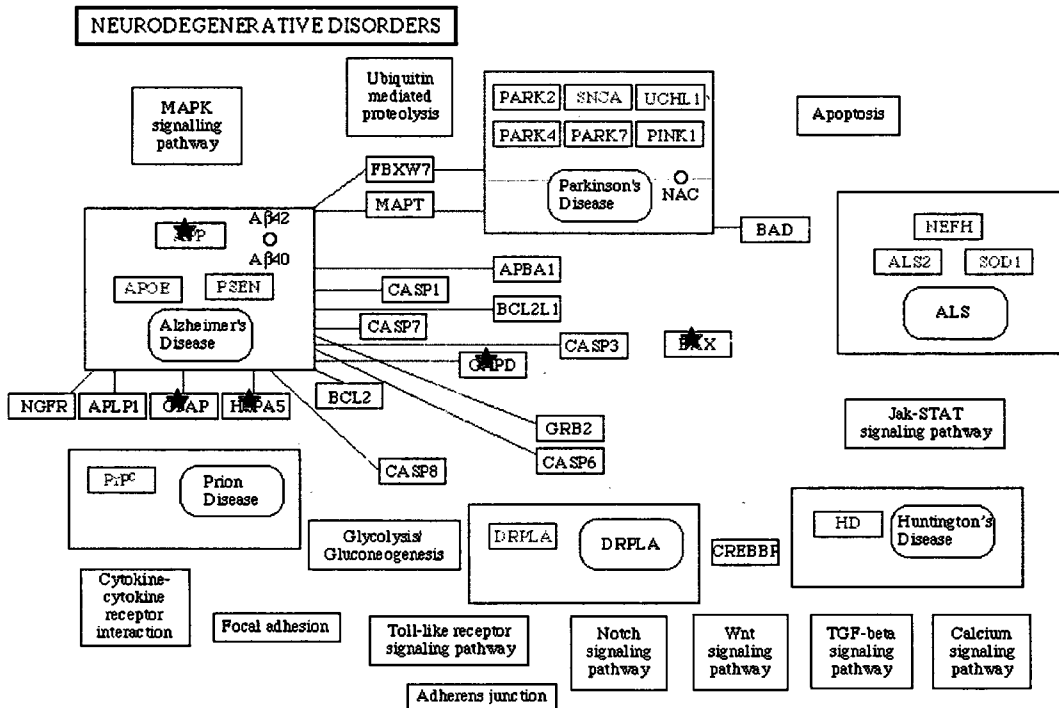 NEURODEGENERATIVE DISORDERS
MAPK
signalling
pathway
Ubiquitin
mediated
proteolysis
PARK2
SNCA
UCHL1
PARK4
PARK7
PINK1
Parkinson's
Disease
NAC
Apoptosis
FBXW7
MAPT
BAD
Aβ42
Aβ40
APOE
PSEN
Alzheimer's
Disease
APBA1
CASP1
BCL2L1
CASP7
CASP3
NEFH
ALS2
SOD1
ALS
NGFR
APLP1
BCL2
GRB2
CASP6
CASP8
Jak-STAT
signaling pathway
PrPc
Prion
Disease
Glycolysis/
Gluconeogenesis
DRPLA
DRPLA
CREBBP
HD
Huntington's
Disease
Cytokine-
cytokine
receptor
interaction
Focal adhesion
Toll-like receptor
signaling pathway
Notch
signaling
pathway
Wnt
signaling
pathway
TGF-beta
signaling
pathway
Calcium
signaling
pathway
Adherens junction